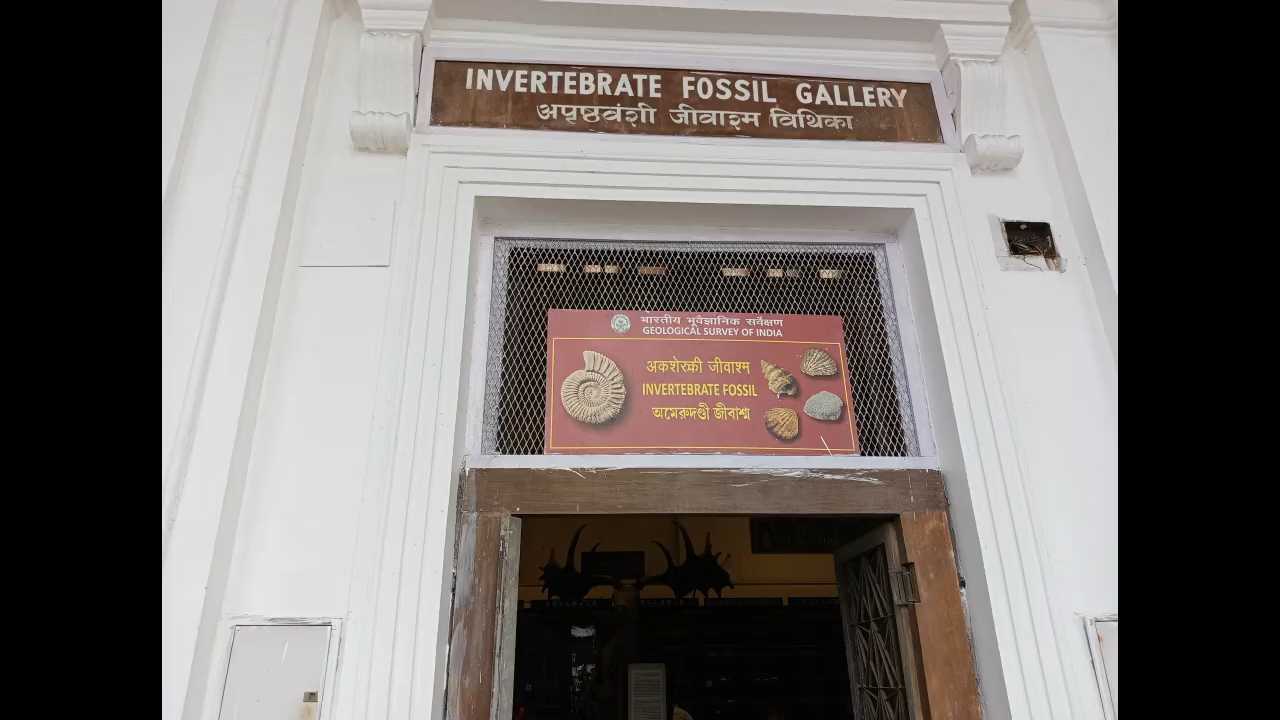 INVERTEBRATE FOSSIL GALLERY
अपृष्ठवंशी जीवाश्म विथिका
भारतीय भूवैज्ञानिक सर्वेक्षण
GEOLOGICAL SURVEY OF INDIA
अकशेरूकी जीवाश्म
INVERTEBRATE FOSSIL
অমেরুদণ্ডী জীবাশ্ম